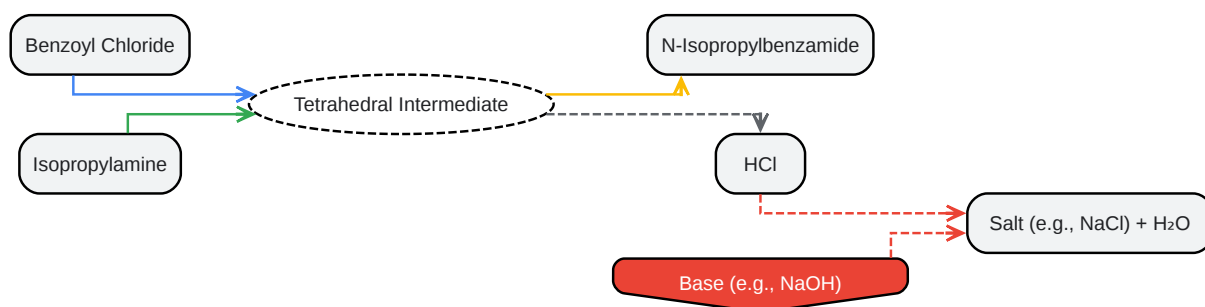 Benzoyl Chloride
N-Isopropylbenzamide
Tetrahedral Intermediate
Isopropylamine
HCl
Salt (e.g., NaCl) + H₂O
Base (e.g., NaOH)